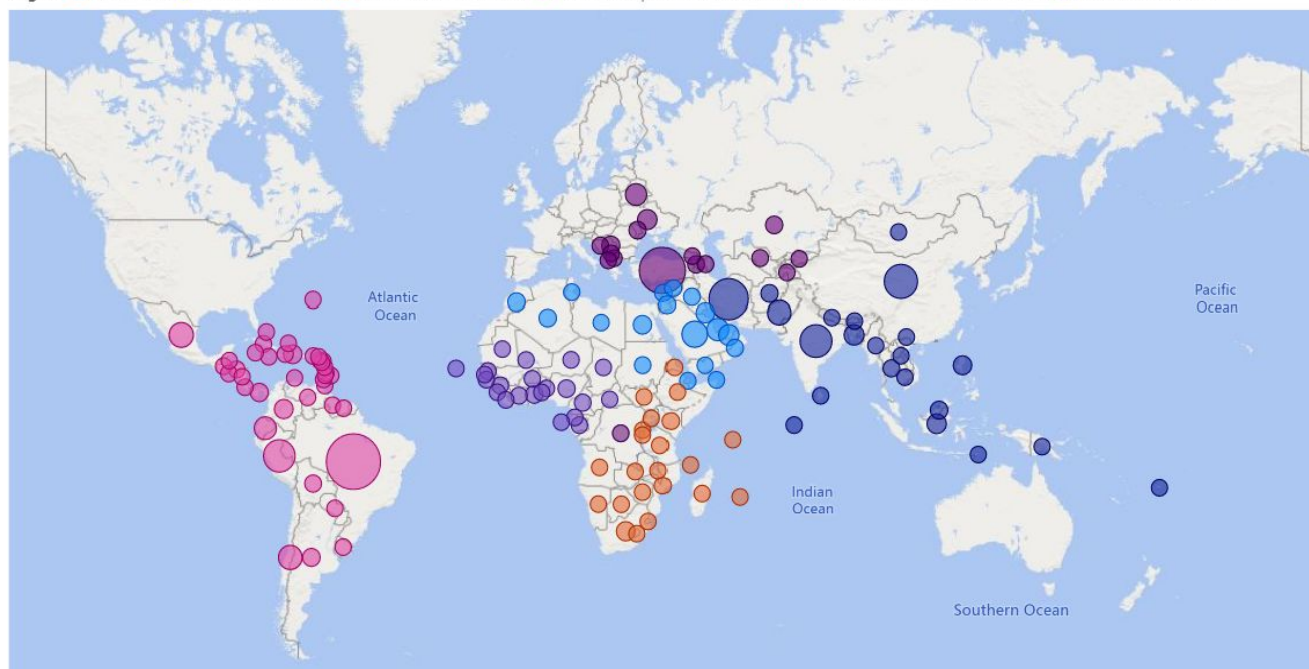 Atlantic
Ocean
Pacific
Ocean
Indian
Ocean
Southern Ocean